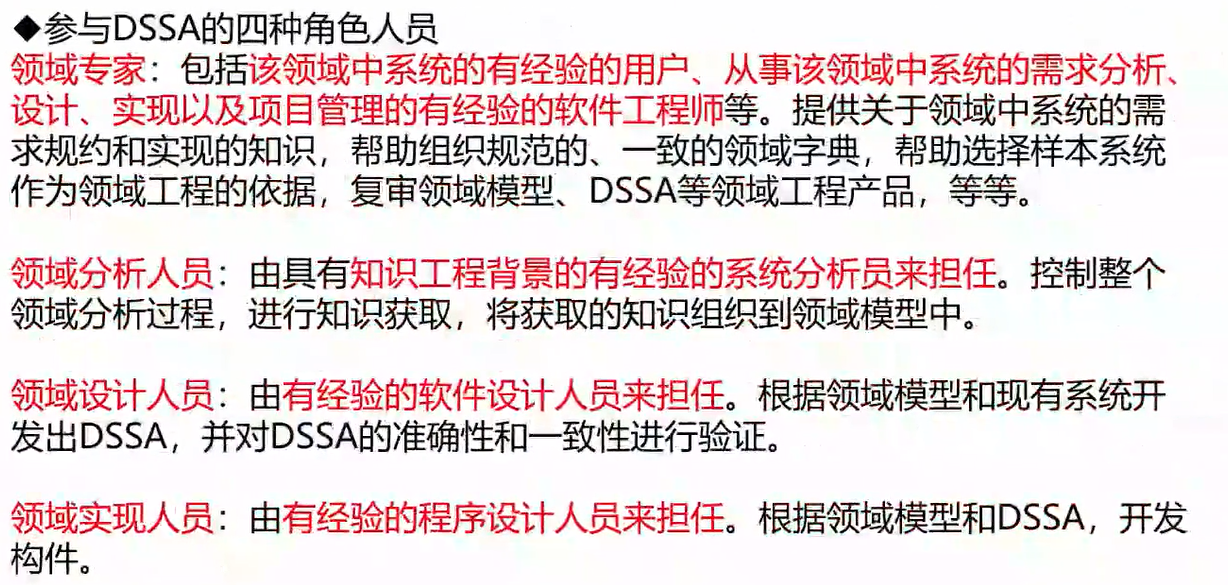 ◆参与DSSA的四种角色人员
领域专家：包括该领域中系统的有经验的用户、从事该领域中系统的需求分析、
设计、实现以及项目管理的有经验的软件工程师等。提供关于领域中系统的需
求规约和实现的知识，帮助组织规范的、一致的领域字典，帮助选择样本系统
作为领域工程的依据，复审领域模型、DSSA等领域工程产品，等等。
领域分析人员：由具有知识工程背景的有经验的系统分析员来担任。控制整个
领域分析过程，进行知识获取，将获取的知识组织到领域模型中。
领域设计人员：由有经验的软件设计人员来担任。根据领域模型和现有系统开
发出DSSA，并对DSSA的准确性和一致性进行验证。
领域实现人员：由有经验的程序设计人员来担任。根据领域模型和DSSA，开发
构件。